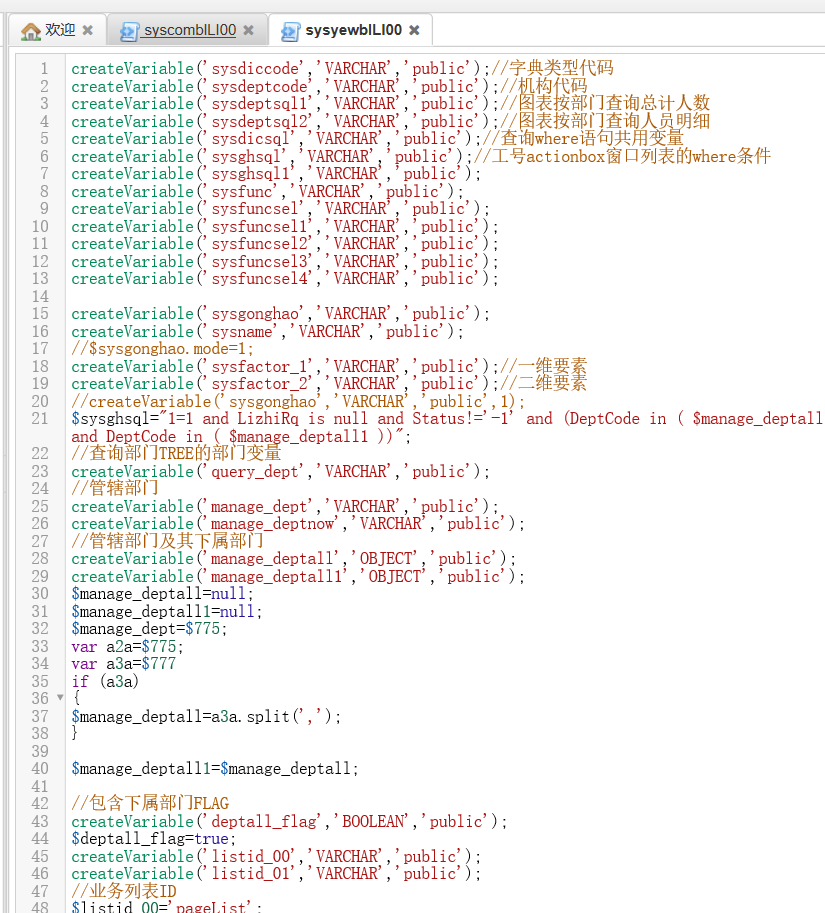 欢迎 syscomblLI00 sysyewblLI00
1 createVariable('sysdiccode','VARCHAR','public');//字典类型代码
2 createVariable('sysdeptcode','VARCHAR','public');//机构代码
3 createVariable('sysdeptsql1','VARCHAR','public');//图表按部门查询总计人数
4 createVariable('sysdeptsql2','VARCHAR','public');//图表按部门查询人员明细
5 createVariable('sysdicsql','VARCHAR','public');//查询where语句共用变量
6 createVariable('sysghsql','VARCHAR','public');//工号actionbox窗口列表的where条件
7 createVariable('sysghsql1','VARCHAR','public');
8 createVariable('sysfunc','VARCHAR','public');
9 createVariable('sysfuncsel','VARCHAR','public');
10 createVariable('sysfuncsel1','VARCHAR','public');
11 createVariable('sysfuncsel2','VARCHAR','public');
12 createVariable('sysfuncsel3','VARCHAR','public');
13 createVariable('sysfuncsel4','VARCHAR','public');
14
15 createVariable('sysgonghao','VARCHAR','public');
16 createVariable('sysname','VARCHAR','public');
17 //$sysgonghao.mode=1;
18 createVariable('sysfactor_1','VARCHAR','public');//一维要素
19 createVariable('sysfactor_2','VARCHAR','public');//二维要素
20 //createVariable('sysgonghao','VARCHAR','public',1);
21 $sysghsql="1=1 and LizhiRq is null and Status!='-1' and (DeptCode in ( $manage_deptall
and DeptCode in ( $manage_deptall1 ))";
22 //查询部门TREE的部门变量
23 createVariable('query_dept','VARCHAR','public');
24 //管辖部门
25 createVariable('manage_dept','VARCHAR','public');
26 createVariable('manage_deptnow','VARCHAR','public');
27 //管辖部门及其下属部门
28 createVariable('manage_deptall','OBJECT','public');
29 createVariable('manage_deptall1','OBJECT','public');
30 $manage_deptall=null;
31 $manage_deptall1=null;
32 $manage_dept=$775;
33 var a2a=$775;
34 var a3a=$777
35 if (a3a)
36 {
37 $manage_deptall=a3a.split(',');
38 }
39
40 $manage_deptall1=$manage_deptall;
41
42 //包含下属部门FLAG
43 createVariable('deptall_flag','BOOLEAN','public');
44 $deptall_flag=true;
45 createVariable('listid_00','VARCHAR','public');
46 createVariable('listid_01','VARCHAR','public');
47 //业务列表ID
48 $listid_00='pageList';